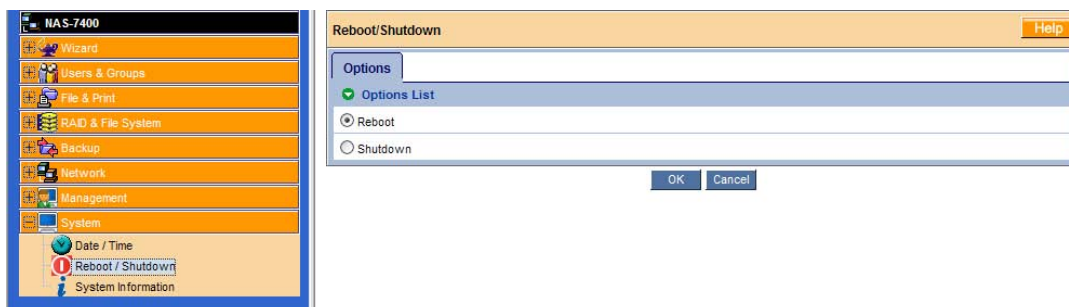 NAS-7400
Wizard
Users & Groups
File & Print
RAID & File System
Backup
Network
Management
System
Date / Time
Reboot / Shutdown
System Information
Reboot/Shutdown
Help
Options
Options List
Reboot
Shutdown
OK
Cancel